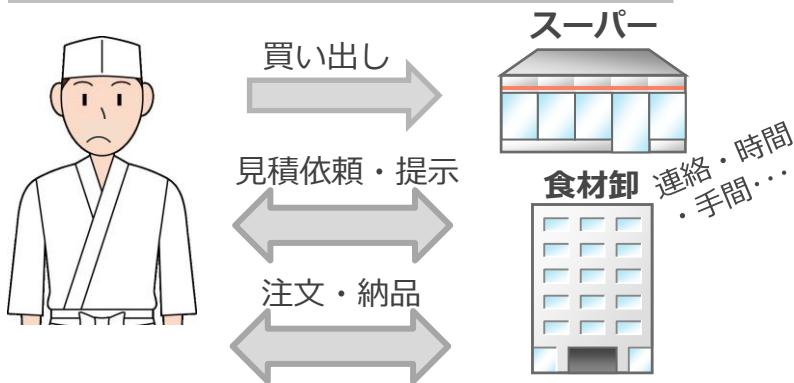 スーパー
買い出し
見積依頼・提示
食材卸
連絡・時間
・手間･･･
注文・納品